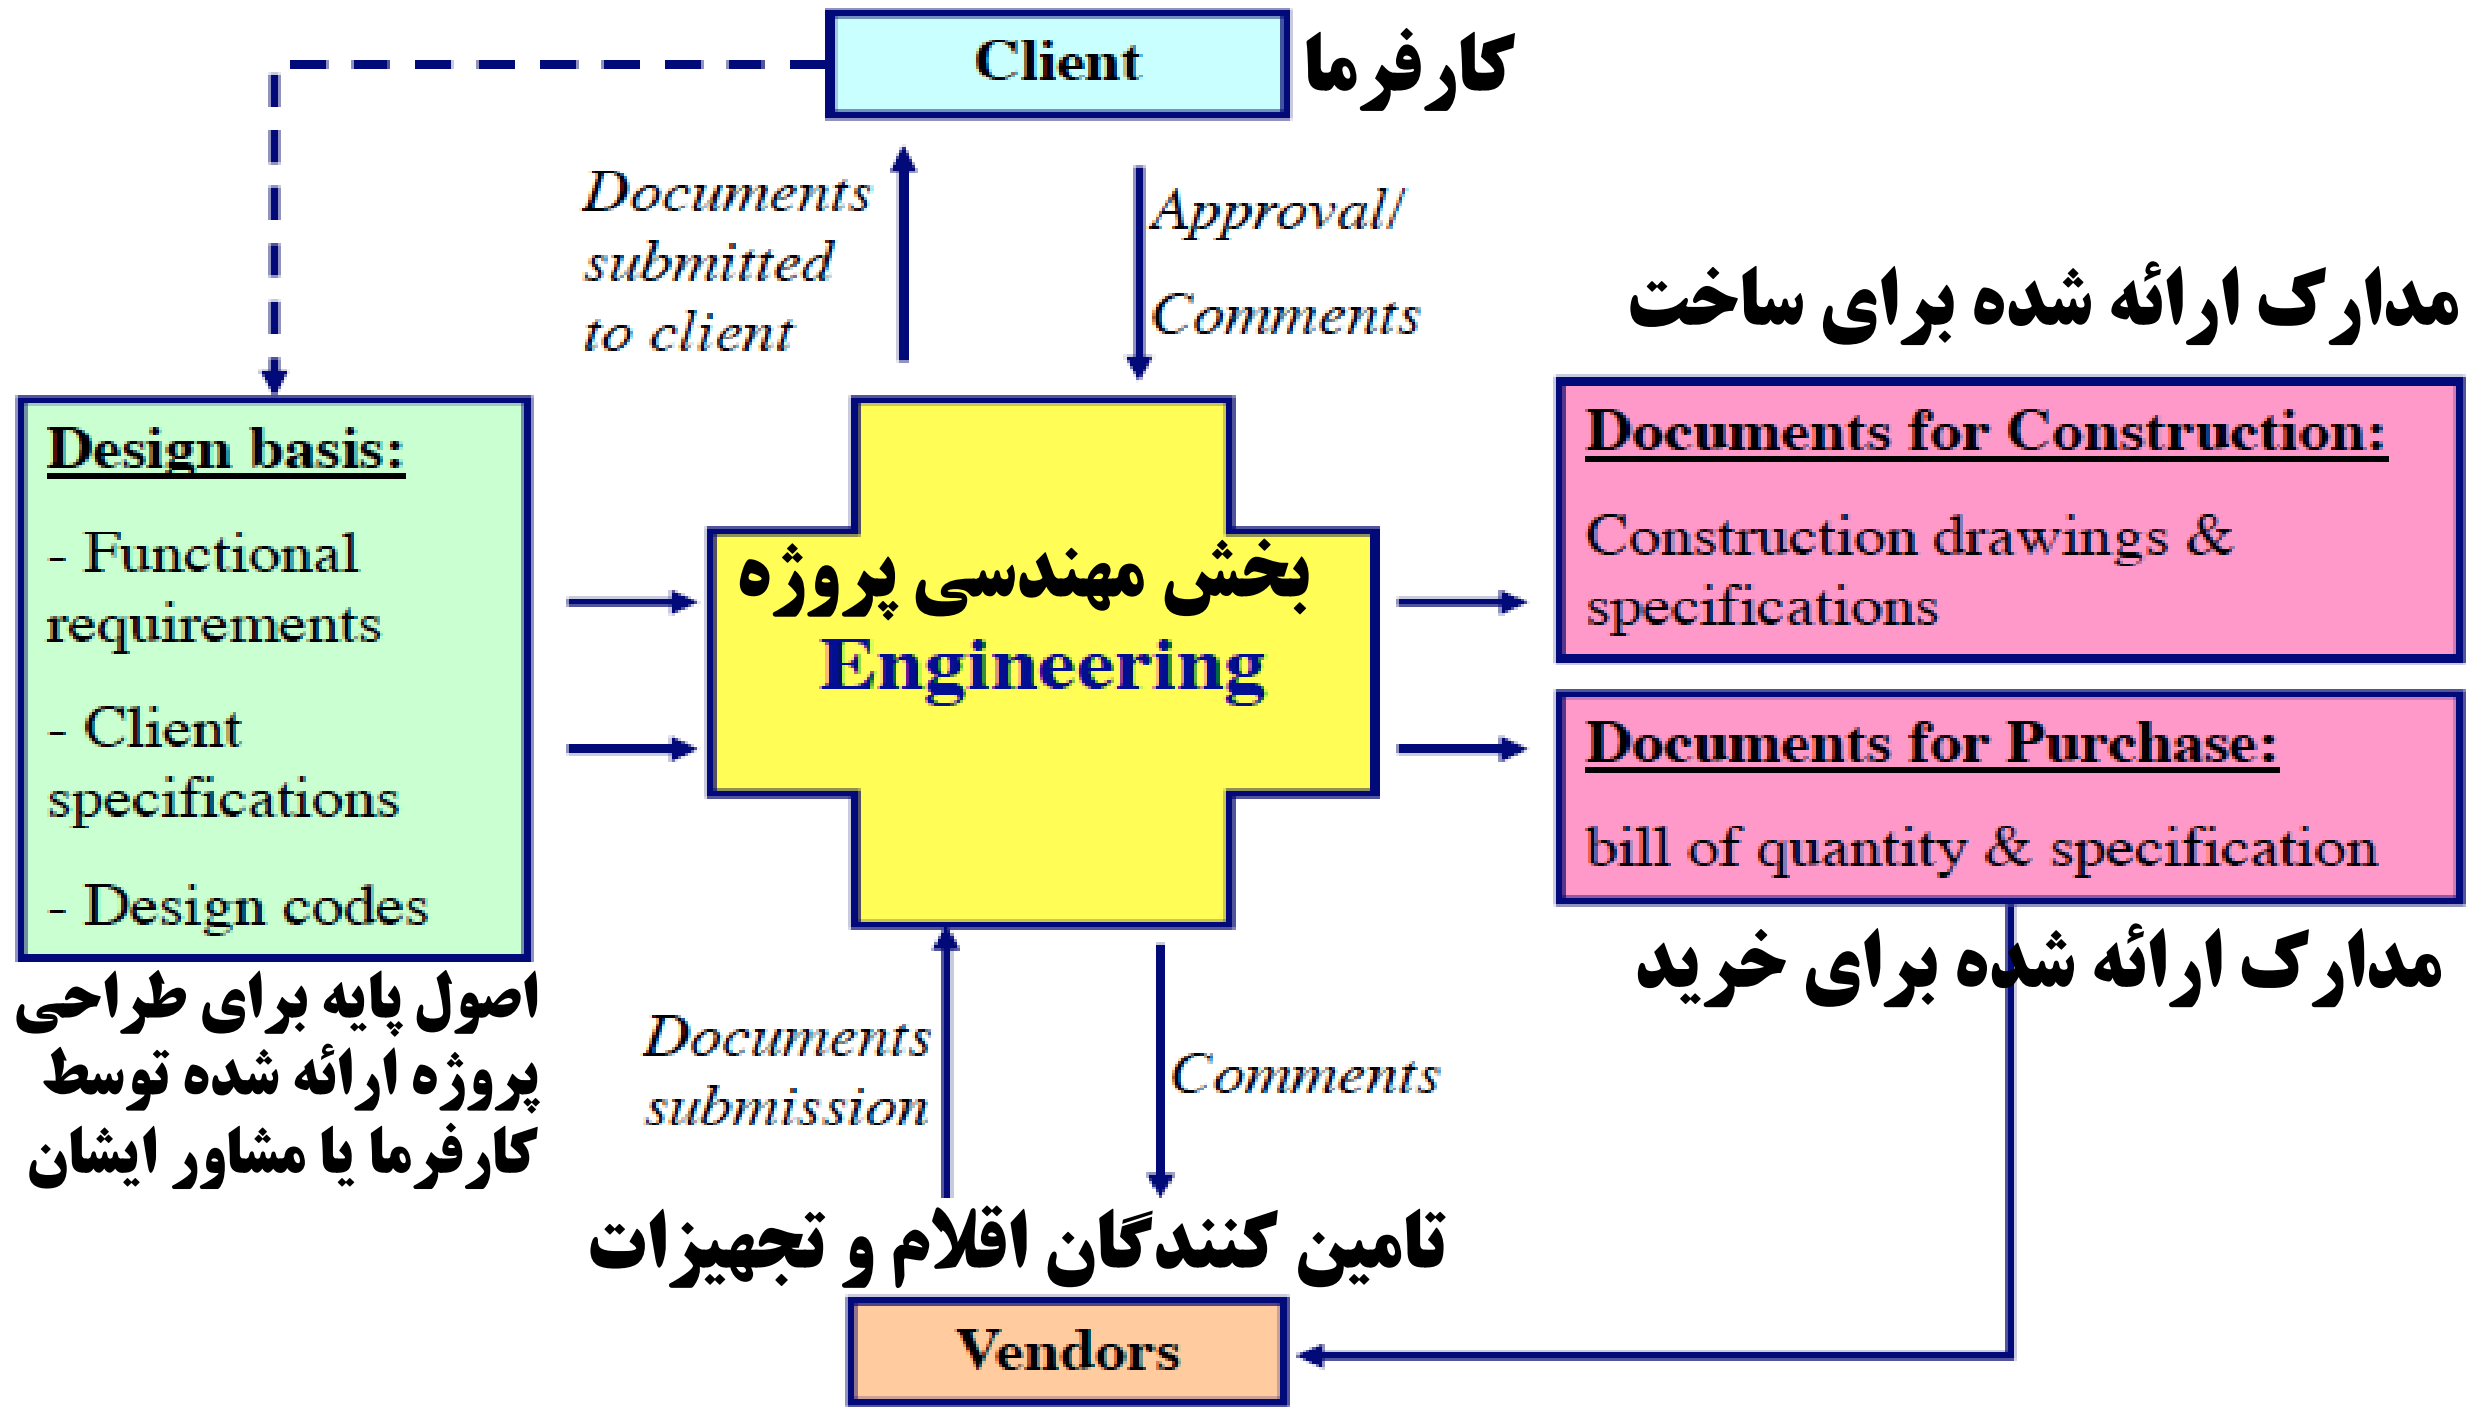 Client
کارفرما
Documents
submitted
to client
Approval/
Comments
Design basis:
- Functional
requirements
- Client
specifications
- Design codes
اصول پایه برای طراحی
پروژه ارائه شده توسط
کارفرما یا مشاور ایشان
بخش مهندسی پروژه
Engineering
مدارک ارائه شده برای ساخت
Documents for Construction:
Construction drawings &
specifications
Documents for Purchase:
bill of quantity & specification
مدارک ارائه شده برای خرید
Documents
submission
Comments
تامین کنندگان اقلام و تجهیزات
Vendors